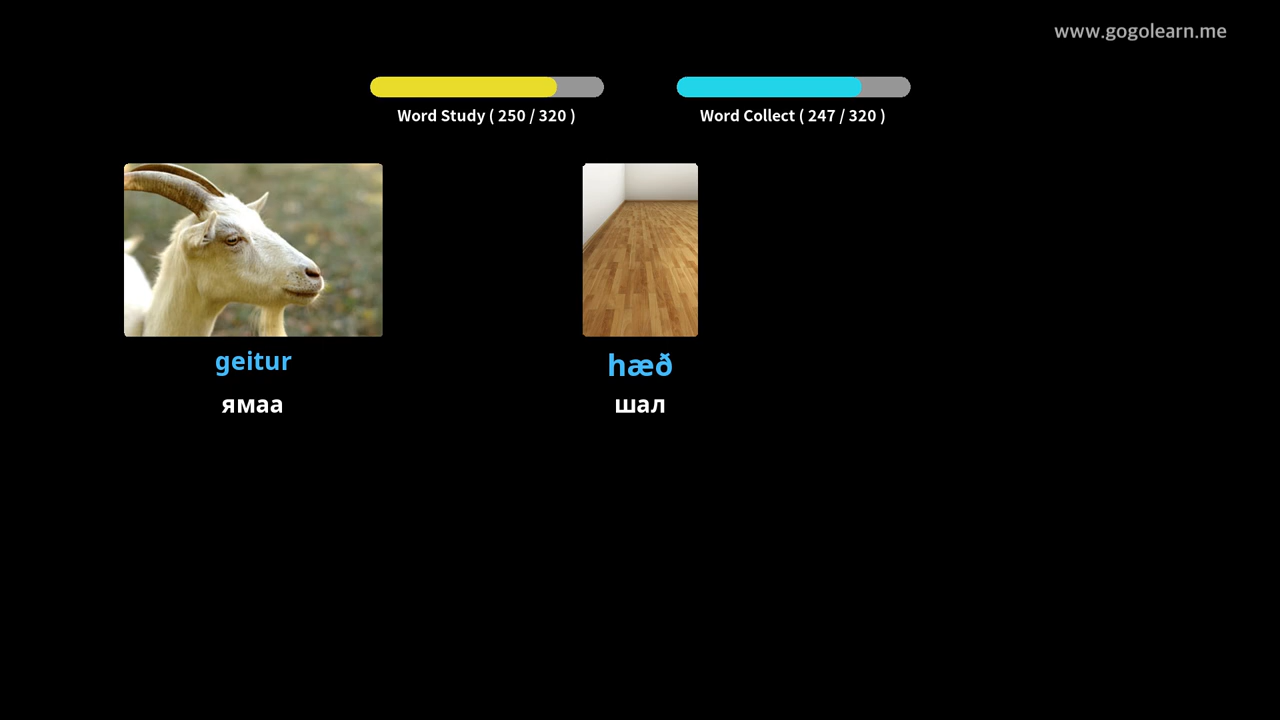 www.gogolearn.me
Word Study ( 250 / 320 )
Word Collect ( 247 / 320 )
geitur
hæð
ямаа
шал